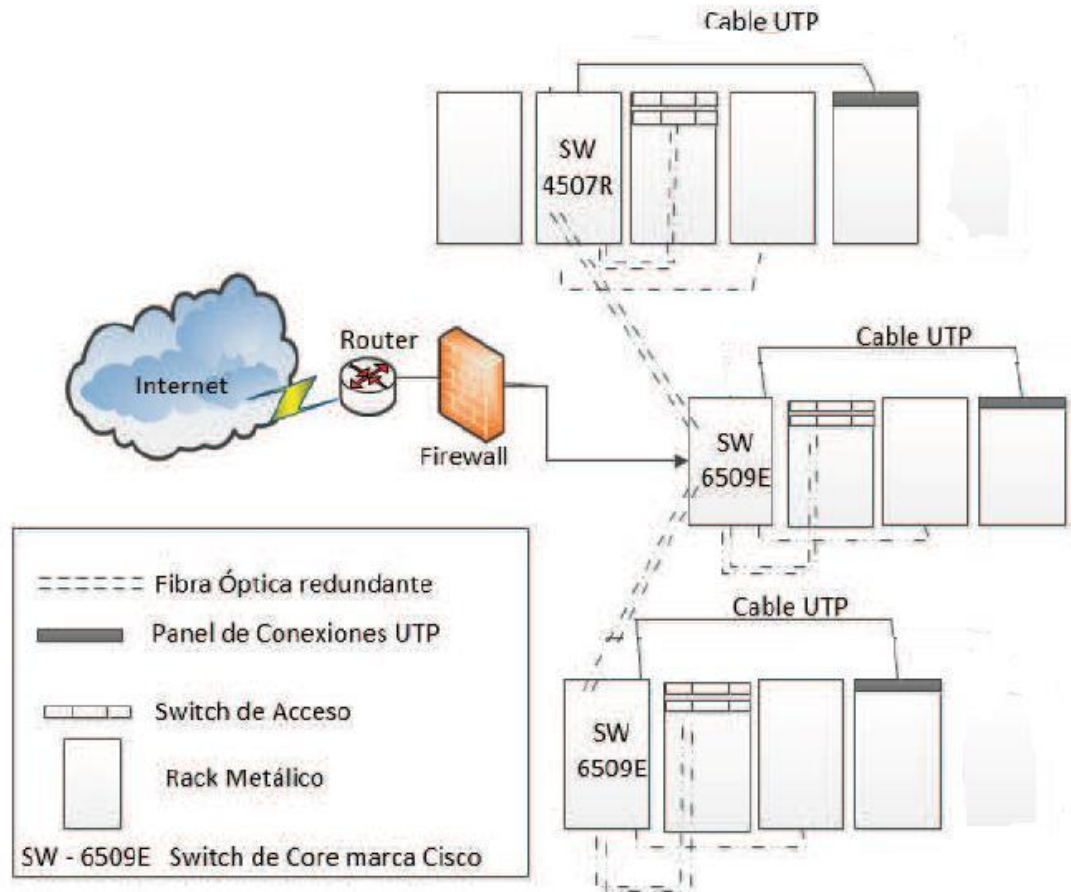 Cable UTP
SW
4507R
Internet
Router
Firewall
Cable UTP
SW
6509E
Cable UTP
SW
6509E
Fibra Óptica redundante
Panel de Conexiones UTP
Switch de Acceso
Rack Metálico
SW - 6509E Switch de Core marca Cisco